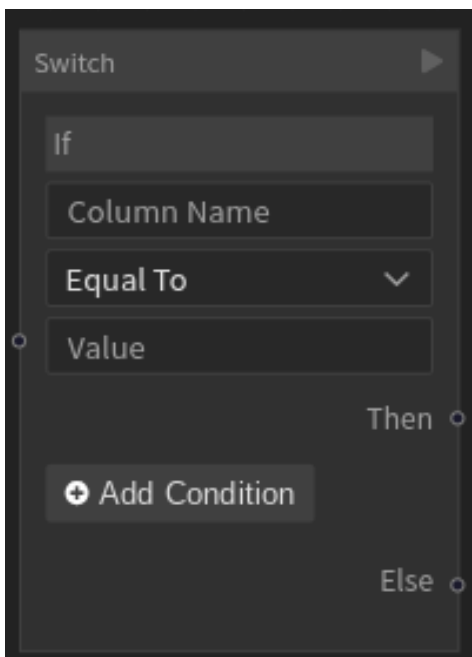 Switch
If
Column Name
Equal To
Value
Then
Add Condition
Else